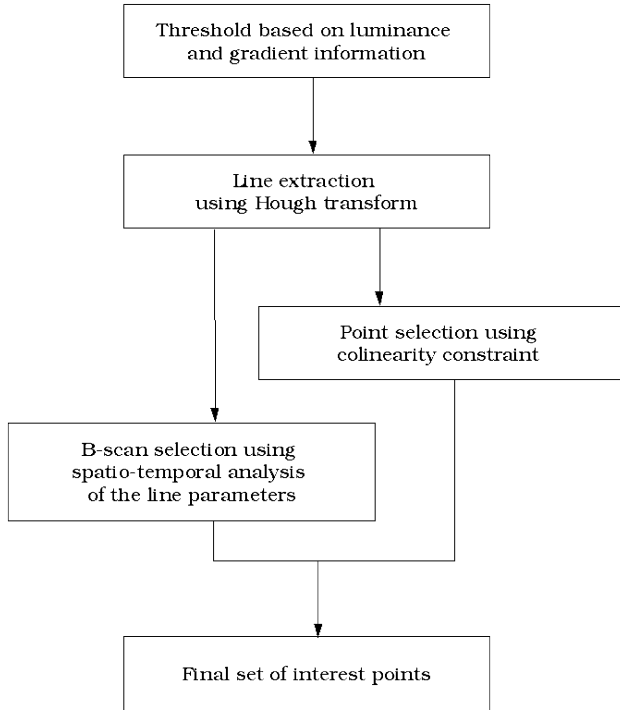 Threshold based on luminance
and gradient information
Line extraction
using Hough transform
Point selection using
colinearity constraint
B-scan selection using
spatio-temporal analysis
of the line parameters
Final set of interest points